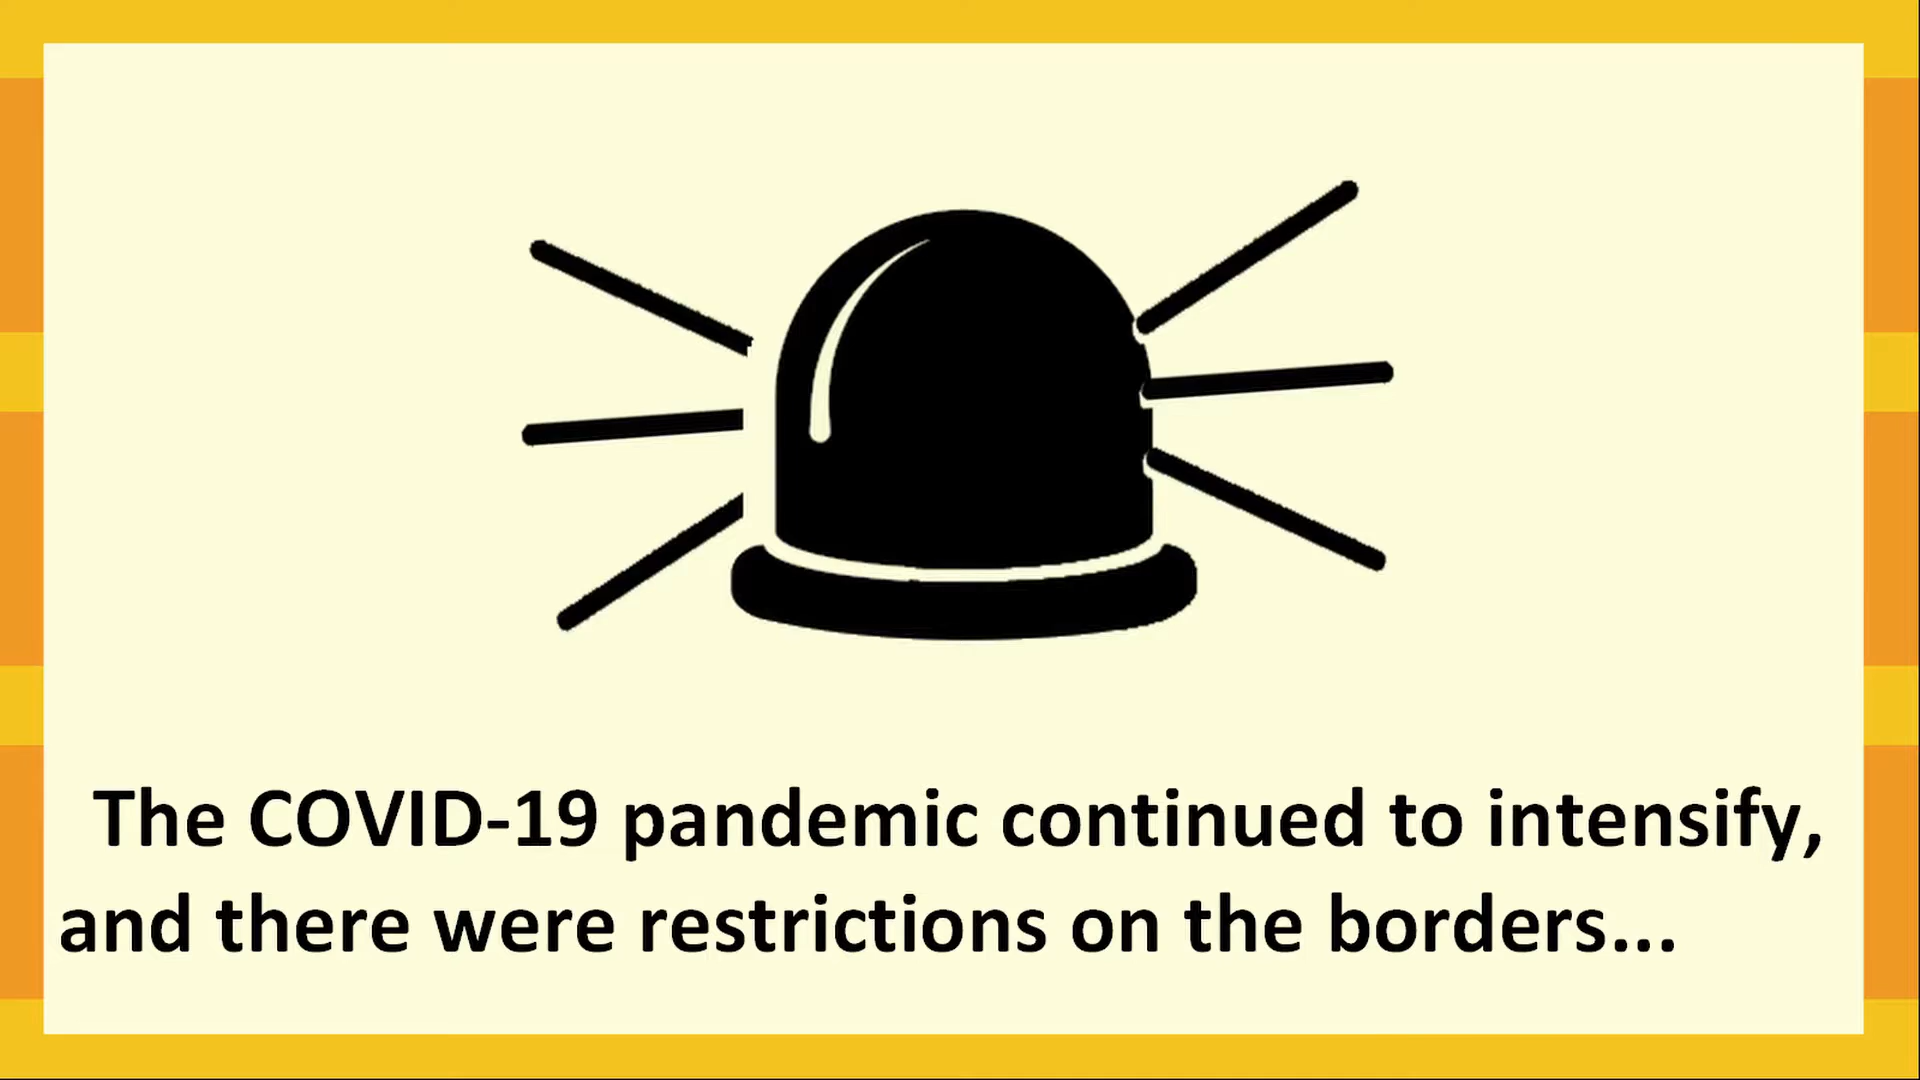 The COVID-19 pandemic continued to intensify,
and there were restrictions on the borders...